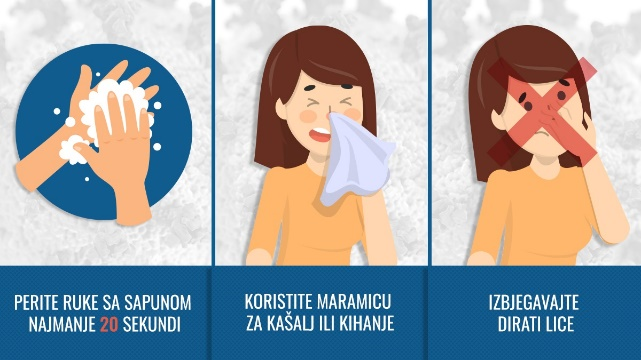 PERITE RUKE SA SAPUNOM
NAJMANJE 20 SEKUNDI
KORISTITE MARAMICU
ZA KAŠALJ ILI KIHANJE
IZBJEGAVAJTE
DIRATI LICE